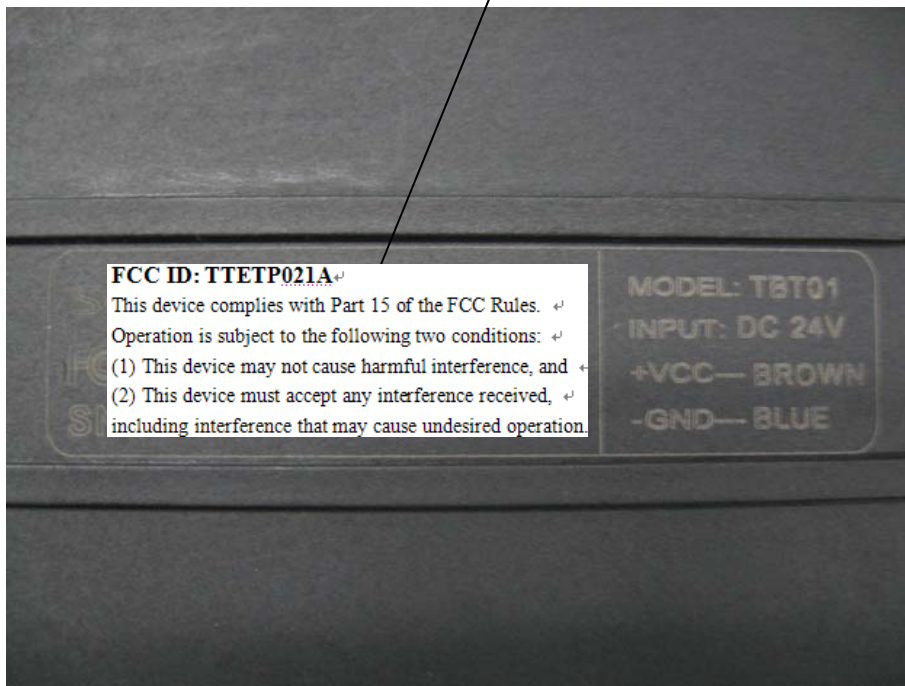 FCC ID: TTETP021A
This device complies with Part 15 of the FCC Rules.
Operation is subject to the following two conditions:
(1) This device may not cause harmful interference, and
(2) This device must accept any interference received,
including interference that may cause undesired operation.
MODEL: TBT01
INPUT: DC 24V
+VCC—BROWN
-GND—BLUE